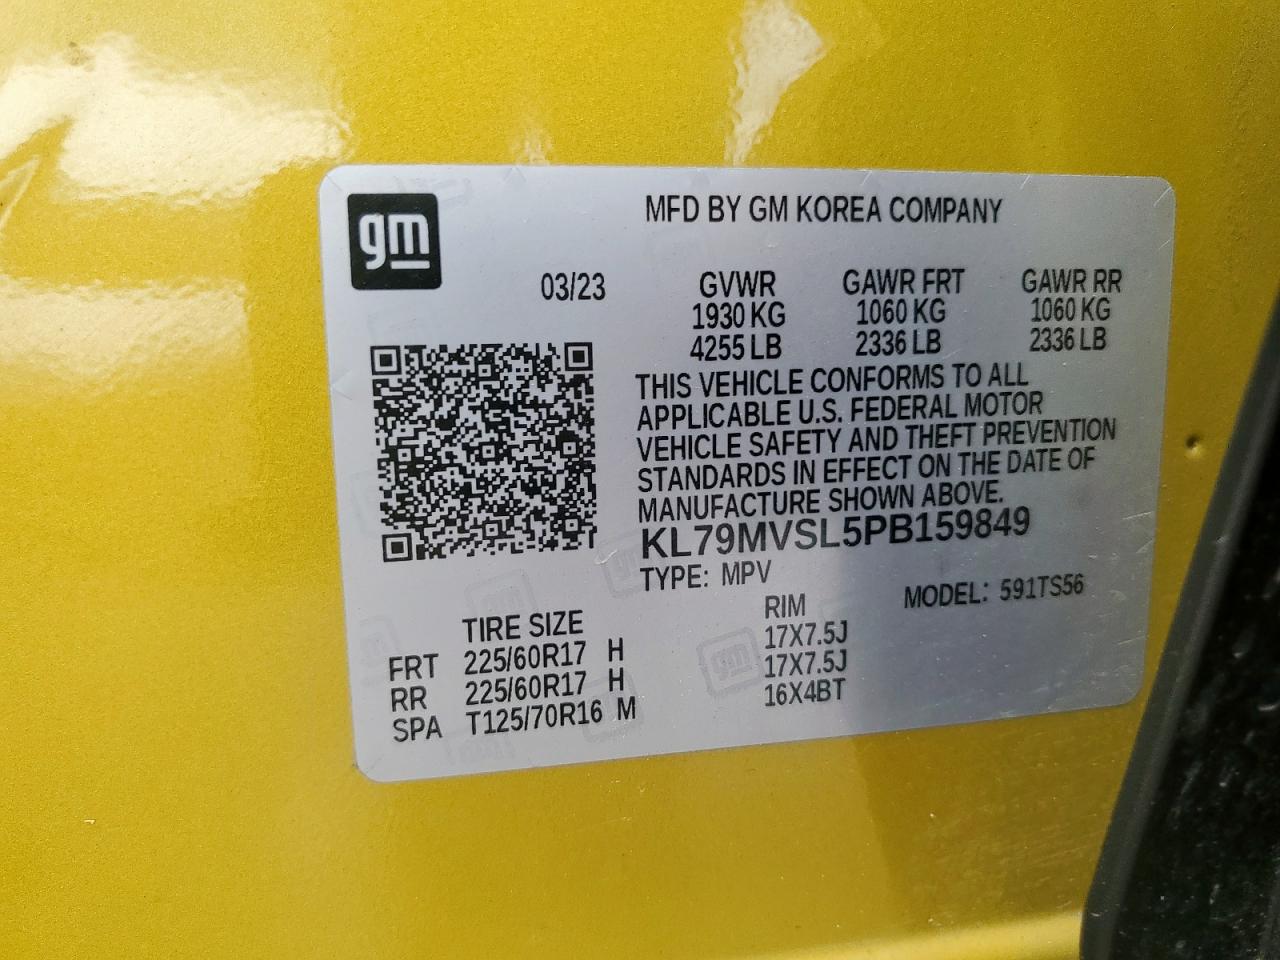 gm
MFD BY GM KOREA COMPANY
03/23
GVWR GAWR FRT GAWR RR
1930 KG 1060 KG 1060 KG
4255 LB 2336 LB 2336 LB
THIS VEHICLE CONFORMS TO ALL
APPLICABLE U.S. FEDERAL MOTOR
VEHICLE SAFETY AND THEFT PREVENTION
STANDARDS IN EFFECT ON THE DATE OF
MANUFACTURE SHOWN ABOVE.
KL79MVSL5PB159849
TYPE: MPV MODEL: 591TS56
TIRE SIZE RIM
FRT 225/60R17 H 17X7.5J
RR 225/60R17 H 17X7.5J
SPA T125/70R16 M 16X4BT